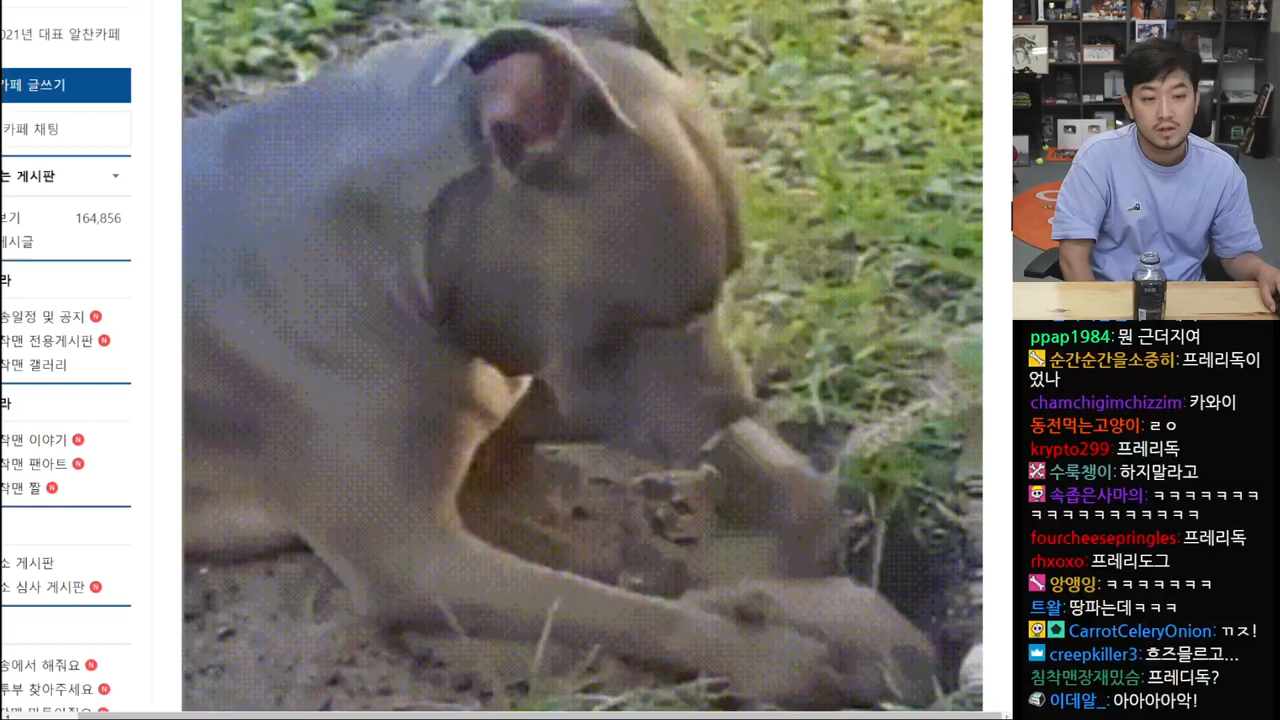 021년 대표 알찬카페
카페 글쓰기
카페 채팅
는 게시판
보기 164,856
게시글
라
송일정 및 공지 N
착맨 전용게시판 N
착맨 갤러리
라
착맨 이야기 N
착맨 팬아트 N
착맨 짤 N
소 게시판
소 심사 게시판 N
송에서 해줘요 N
투부 찾아주세요 N
ppap1984: 뭔 근더지여
순간순간을소중히: 프레리독이
었나
chamchigimchizzim: 카와이
동전먹는고양이: ㄹㅇ
krypto299: 프레리독
수룩챙이: 하지말라고
속좁은사마의: ㅋㅋㅋㅋㅋㅋㅋ
ㅋㅋㅋㅋㅋㅋㅋㅋㅋㅋㅋ
fourcheesepringles: 프레리독
rhxoxo: 프레리도그
앙앵잉: ㅋㅋㅋㅋㅋㅋㅋ
트왈: 땅파는데ㅋㅋㅋ
CarrotCeleryOnion: ㄲㅈ!
creepkiller3: 흐즈믈르고...
침착맨장재밌슴: 프레디독?
이데알_: 아아아아악!